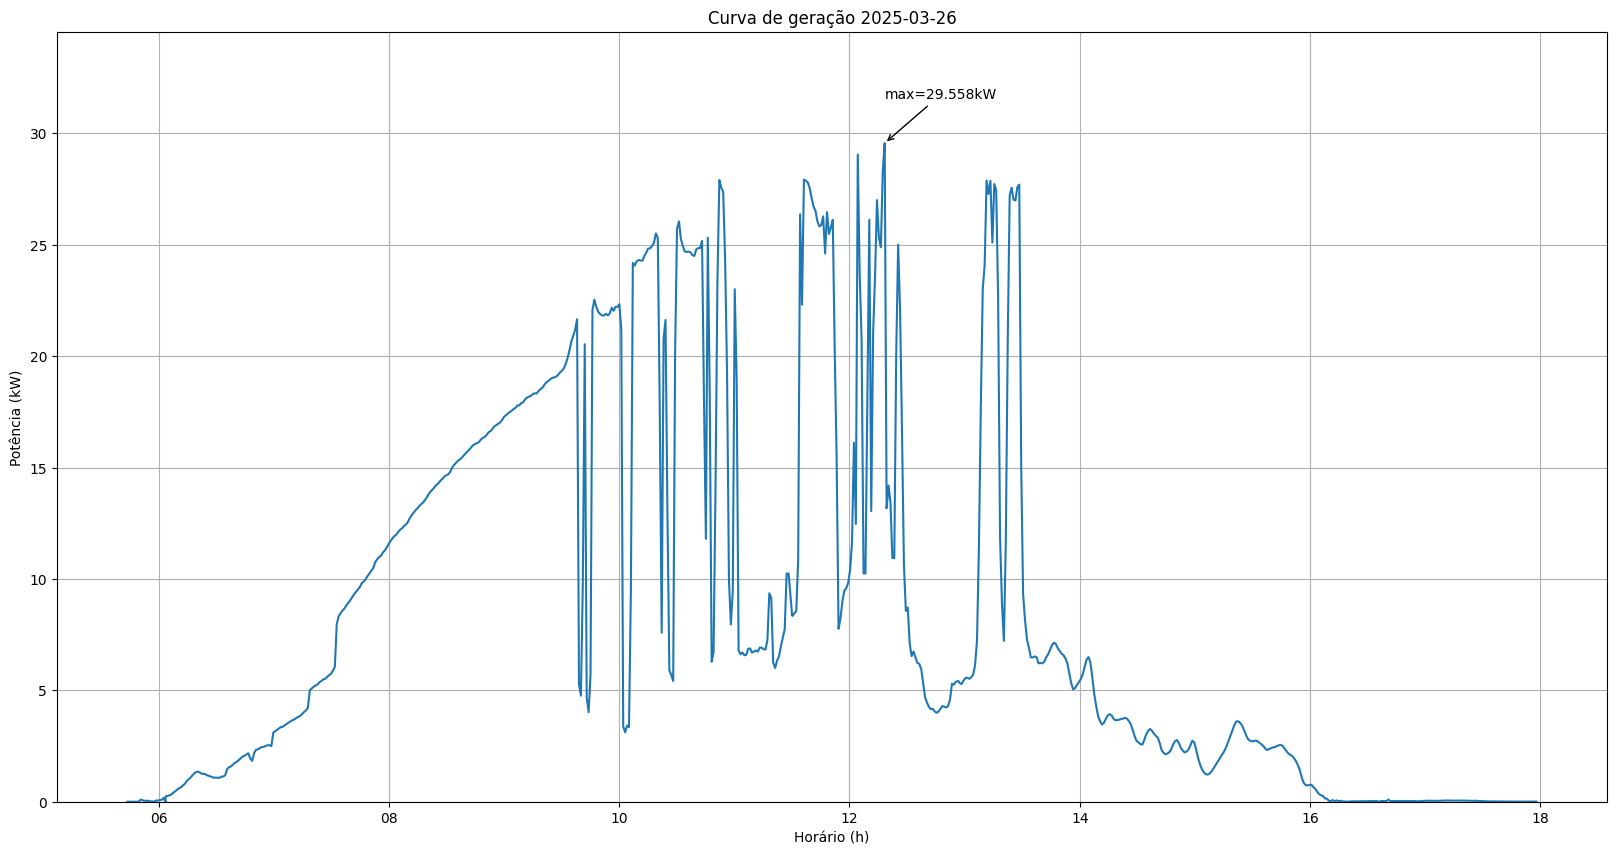 Curva de geração 2025-03-26
max=29.558kW
Potência (kW)
30
25
20
15
10
5
0
06 08 10 12 14 16 18
Horário (h)